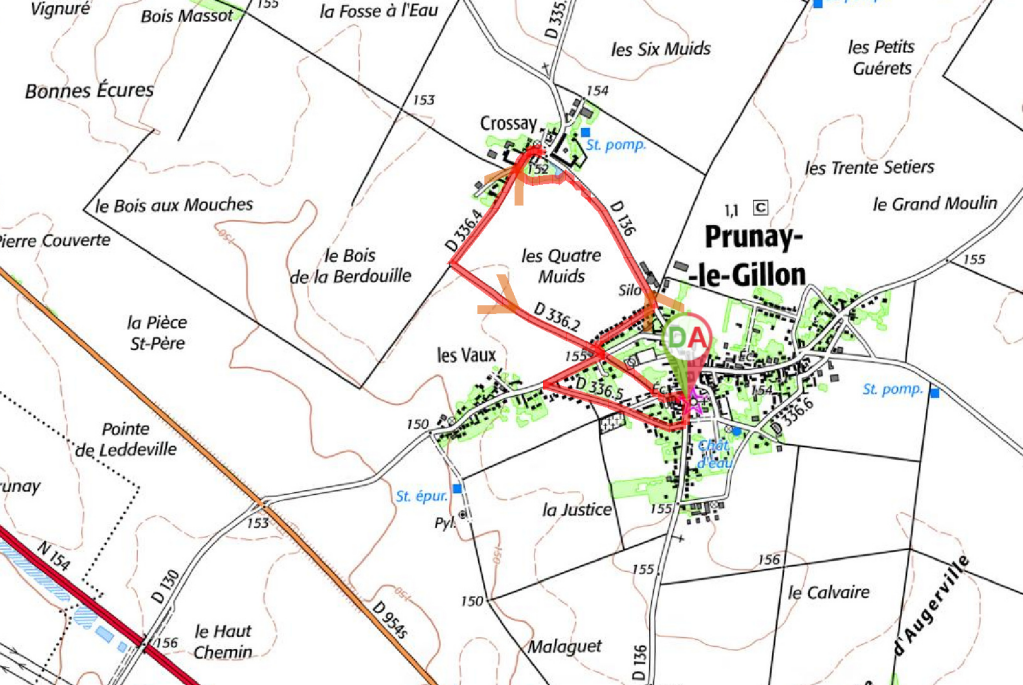 Vignuré
Bois Massot
155
la Fosse à l'Eau
D 335.
les Six Muids
les Petits
Guérets
Bonnes Écures
153
154
Crossay
St. pomp.
152
les Trente Setiers
le Bois aux Mouches
D 336.4
D 136
1,1
C
le Grand Moulin
Prunay-
-le-Gillon
Pierre Couverte
150
le Bois
de la Berdouille
les Quatre
Muids
155
Silo
la Pièce
St-Père
D 336.2
D A
les Vaux
155
D 336.5
154
St. pomp.
D 336.6
150
Pointe
de Leddeville
Chât.
d'eau
runay
St. épur.
Pyl.
la Justice
155
153
N 154
D 130
150
155
156
150
150
D 954s
le Calvaire
d'Augerville
156
le Haut
Chemin
Malaguet
D 136